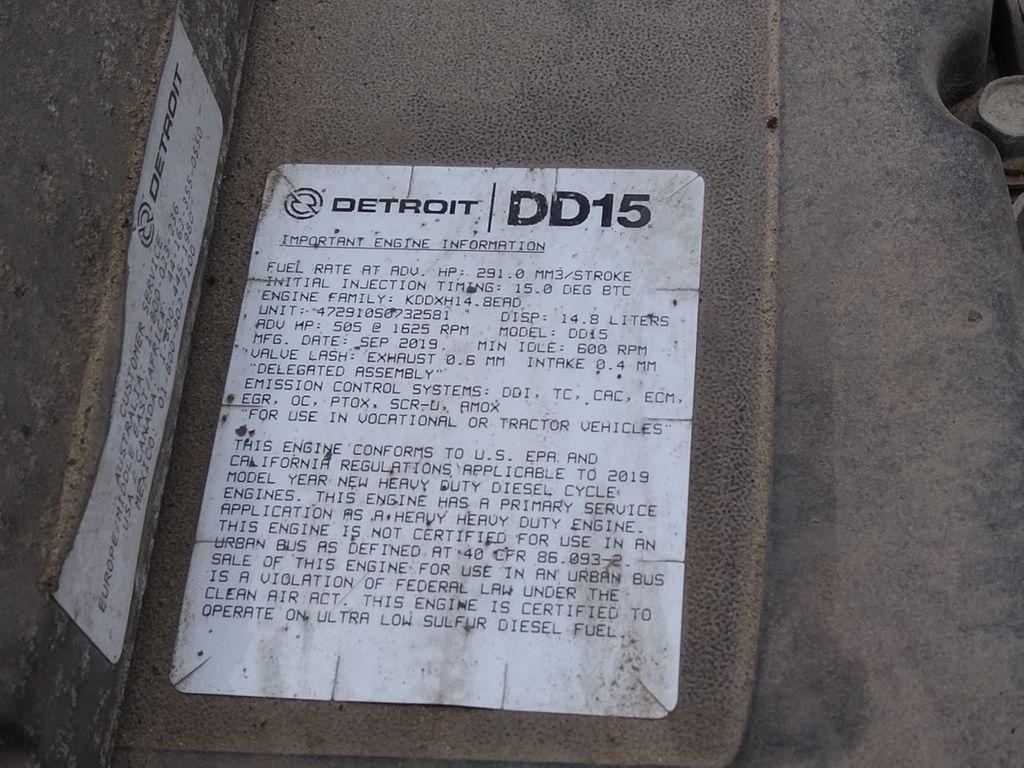 DETROIT | DD15
IMPORTANT ENGINE INFORMATION
FUEL RATE AT ADV. HP: 291.0 MM3/STROKE
INITIAL INJECTION TIMING: 15.0 DEG BTC
ENGINE FAMILY: KDDXH14.8EAD
UNIT: 472910S0732581 DISP: 14.8 LITERS
ADV HP: 505 @ 1625 RPM MODEL: DD15
MFG. DATE: SEP 2019. MIN IDLE: 600 RPM
VALVE LASH: EXHAUST 0.6 MM INTAKE 0.4 MM
"DELEGATED ASSEMBLY"
EMISSION CONTROL SYSTEMS: DDI, TC, CAC, ECM,
EGR, OC, PTOX, SCR-U, AMOX
"FOR USE IN VOCATIONAL OR TRACTOR VEHICLES"
THIS ENGINE CONFORMS TO U.S. EPA AND
CALIFORNIA REGULATIONS APPLICABLE TO 2019
MODEL YEAR NEW HEAVY DUTY DIESEL CYCLE
ENGINES. THIS ENGINE HAS A PRIMARY SERVICE
APPLICATION AS A HEAVY HEAVY DUTY ENGINE.
THIS ENGINE IS NOT CERTIFIED FOR USE IN AN
URBAN BUS AS DEFINED AT 40 CFR 86.093-2.
SALE OF THIS ENGINE FOR USE IN AN URBAN BUS
IS A VIOLATION OF FEDERAL LAW UNDER THE
CLEAN AIR ACT. THIS ENGINE IS CERTIFIED TO
OPERATE ON ULTRA LOW SULFUR DIESEL FUEL.
DETROIT
CUSTOMER SERVICE